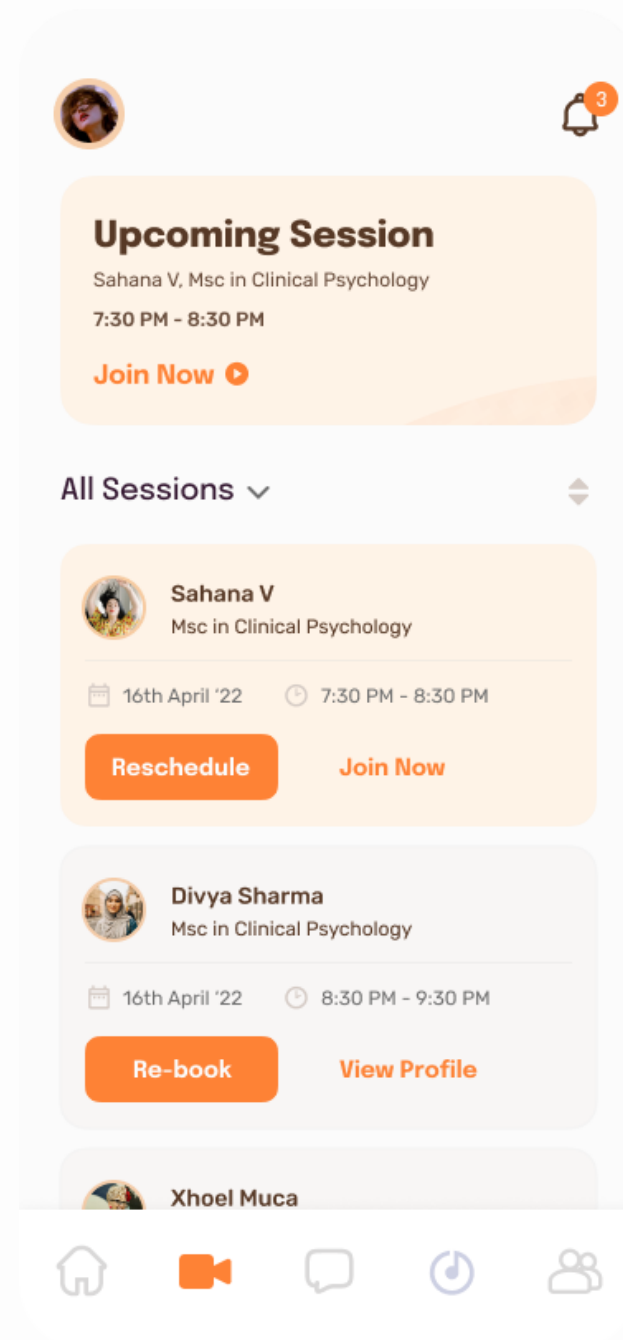 3
Upcoming Session
Sahana V, Msc in Clinical Psychology
7:30 PM - 8:30 PM
Join Now
All Sessions
Sahana V
Msc in Clinical Psychology
16th April ‘22 7:30 PM - 8:30 PM
Reschedule Join Now
Divya Sharma
Msc in Clinical Psychology
16th April ‘22 8:30 PM - 9:30 PM
Re-book View Profile
Xhoel Muca